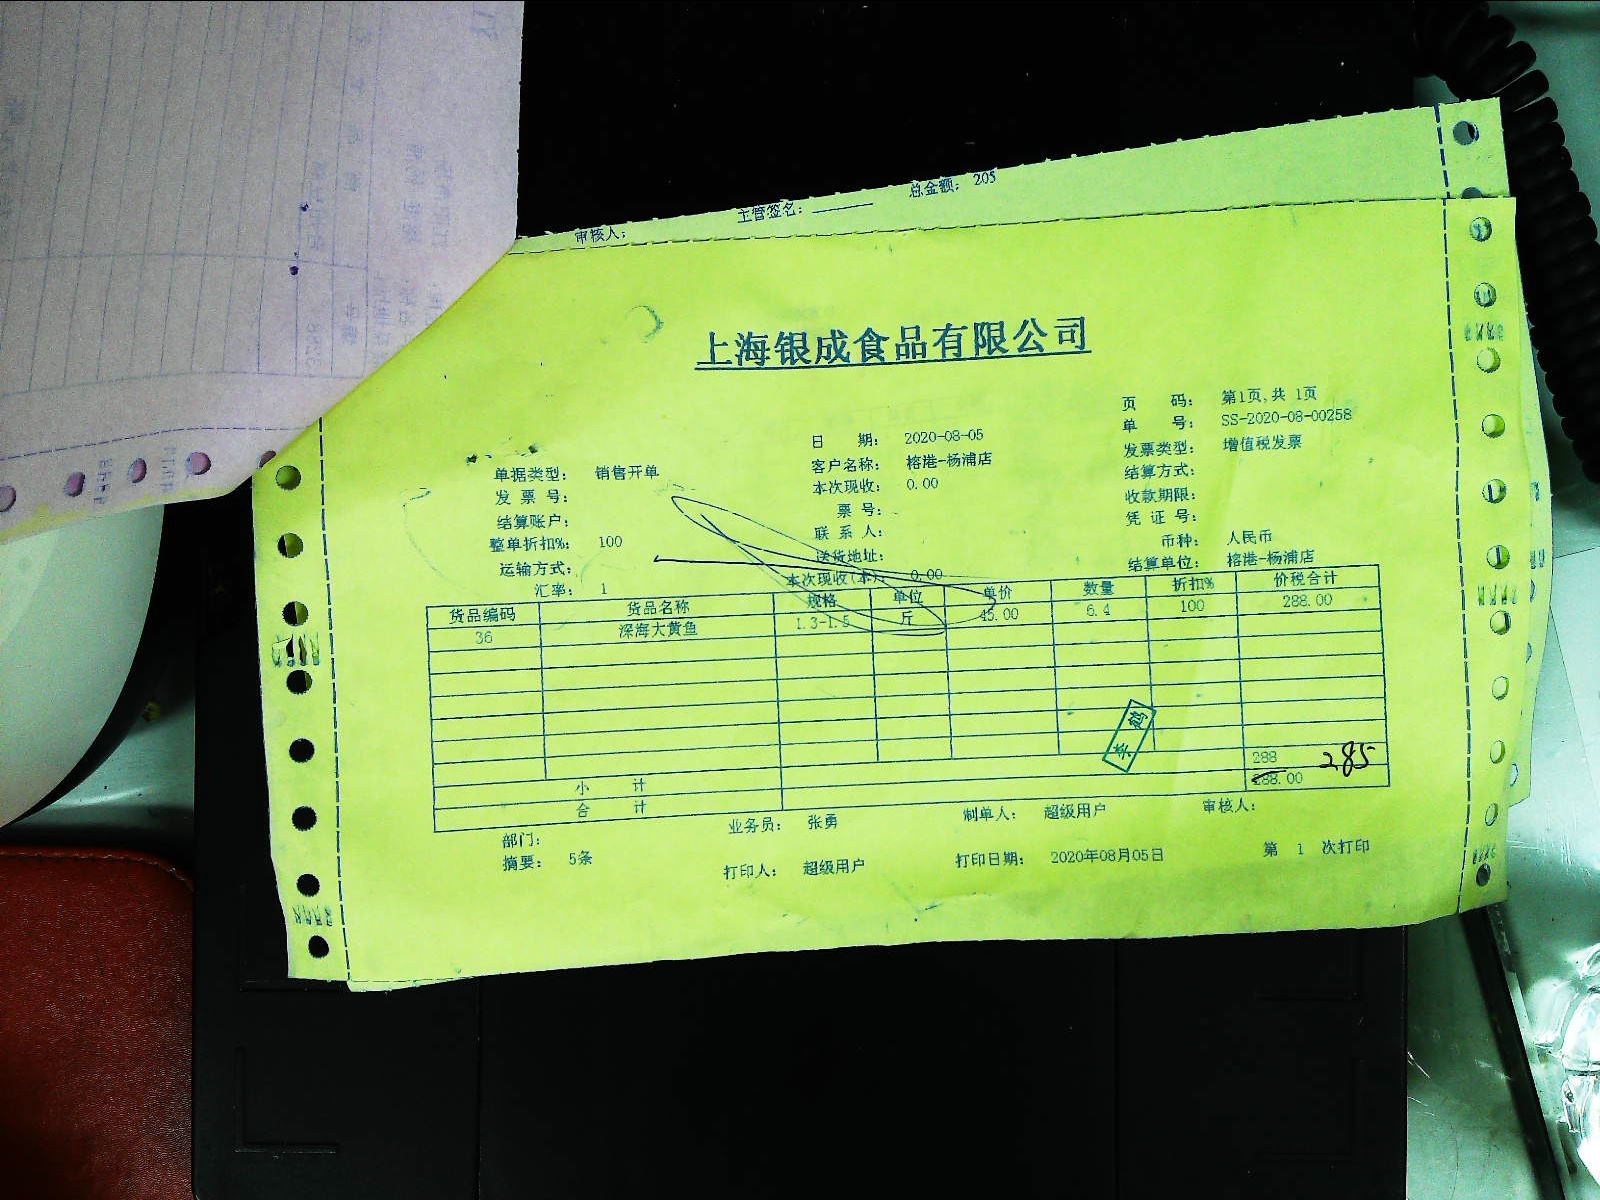 总金额: 205
主管签名:
审核人:
上海银成食品有限公司
页 码: 第1页,共 1页
单 号: SS-2020-08-00258
日 期: 2020-08-05
发票类型: 增值税发票
单据类型: 销售开单
客户名称: 榕港-杨浦店
结算方式:
发 票 号:
本次现收: 0.00
收款期限:
结算账户:
票 号:
凭 证 号:
整单折扣%: 100
联 系 人:
币种: 人民币
运输方式:
送货地址:
结算单位: 榕港-杨浦店
汇率: 1
本次现收(本): 0.00
货品编码 货品名称 规格 单位 单价 数量 折扣% 价税合计
36 深海大黄鱼 1.3-1.5 斤 45.00 6.4 100 288.00
小 计 288
合 计 288.00
285
部门:
业务员: 张勇
制单人: 超级用户
审核人:
摘要: 5条
打印人: 超级用户
打印日期: 2020年08月05日
第 1 次打印